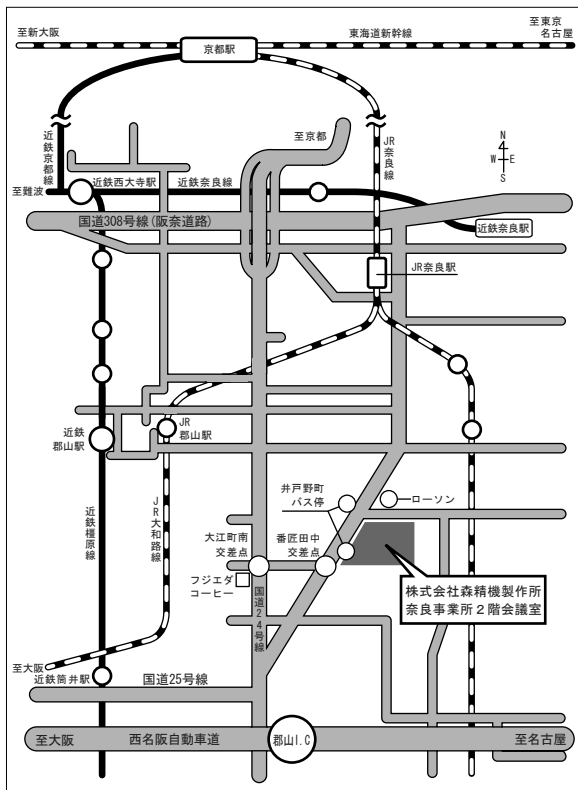 至新大阪
京都駅
東海道新幹線
至東京
名古屋
近鉄京都線
至京都
JR奈良線
N
W E
S
至難波
近鉄西大寺駅
近鉄奈良線
国道308号線(阪奈道路)
近鉄奈良駅
JR奈良駅
近鉄
郡山駅
JR
郡山駅
井戸野町
バス停
ローソン
近鉄橿原線
JR大和路線
大江町南
交差点
番匠田中
交差点
フジエダ
コーヒー
国道24号線
株式会社森精機製作所
奈良事業所2階会議室
至大阪
近鉄筒井駅
国道25号線
至大阪
西名阪自動車道
郡山I.C
至名古屋